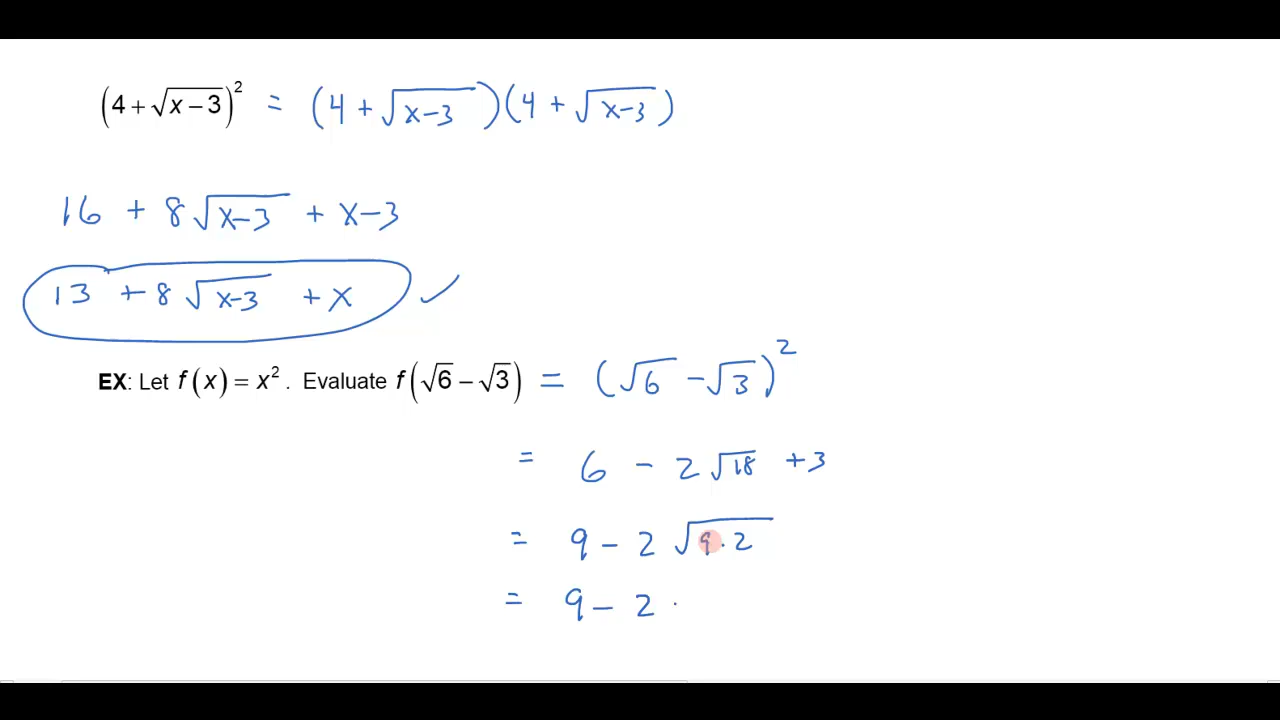 (4 + √(x − 3))² = (4 + √(x−3))(4 + √(x−3))
16 + 8√(x−3) + x−3
13 + 8√(x−3) + x ✓
EX: Let f(x) = x². Evaluate f(√6 − √3) = (√6 − √3)²
= 6 − 2√18 + 3
= 9 − 2√(9·2)
= 9 − 2 ·